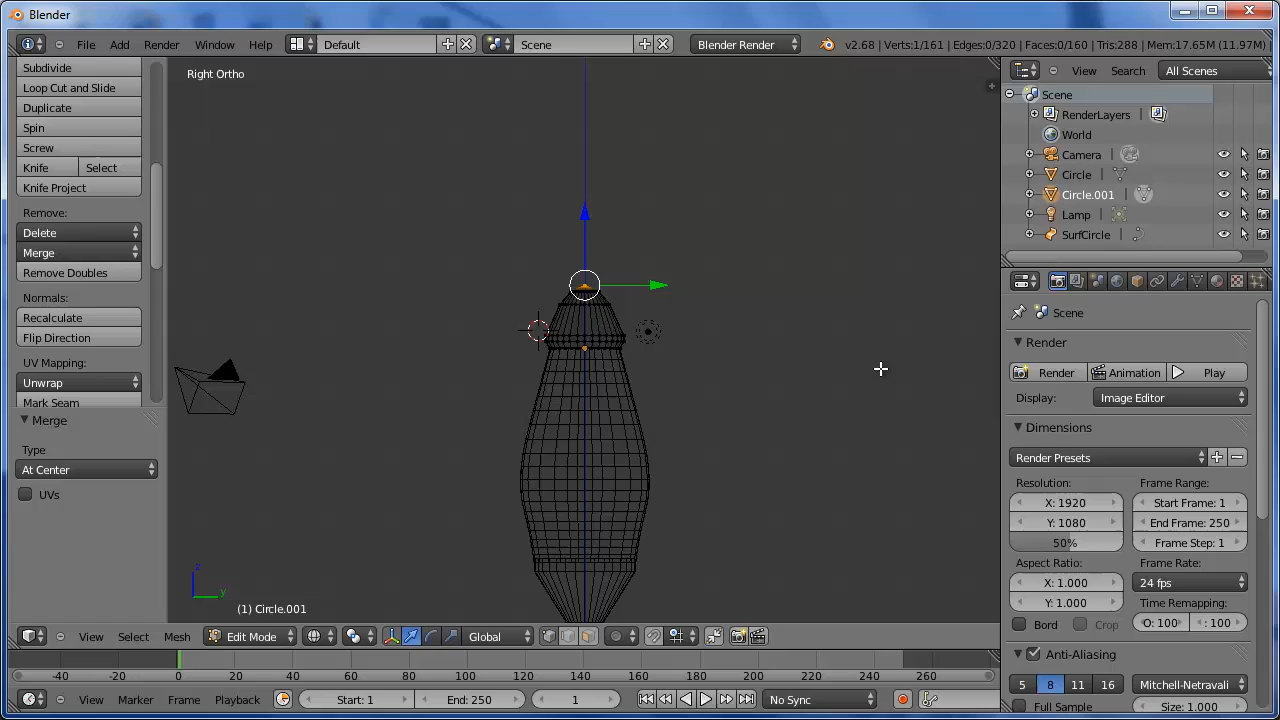 Blender
File Add Render Window Help Default Scene Blender Render v2.68 | Verts:1/161 | Edges:0/320 | Faces:0/160 | Tris:288 | Mem:17.65M (11.97M) |
Subdivide
Loop Cut and Slide
Duplicate
Spin
Screw
Knife Select
Knife Project
Remove:
Delete
Merge
Remove Doubles
Normals:
Recalculate
Flip Direction
UV Mapping:
Unwrap
Mark Seam
Merge
Type
At Center
UVs
Right Ortho
z
y
(1) Circle.001
View Search All Scenes
Scene
RenderLayers
World
Camera
Circle
Circle.001
Lamp
SurfCircle
Scene
Render
Render Animation Play
Display: Image Editor
Dimensions
Render Presets
Resolution: Frame Range:
X: 1920 Start Frame: 1
Y: 1080 End Frame: 250
50% Frame Step: 1
Aspect Ratio: Frame Rate:
X: 1.000 24 fps
Y: 1.000 Time Remapping:
Bord Crop O: 100 : 100
Anti-Aliasing
5 8 11 16 Mitchell-Netravali
Full Sample Size: 1.000
View Select Mesh Edit Mode Global
-40 -20 0 20 40 60 80 100 120 140 160 180 200 220 240 260
View Marker Frame Playback Start: 1 End: 250 1 No Sync